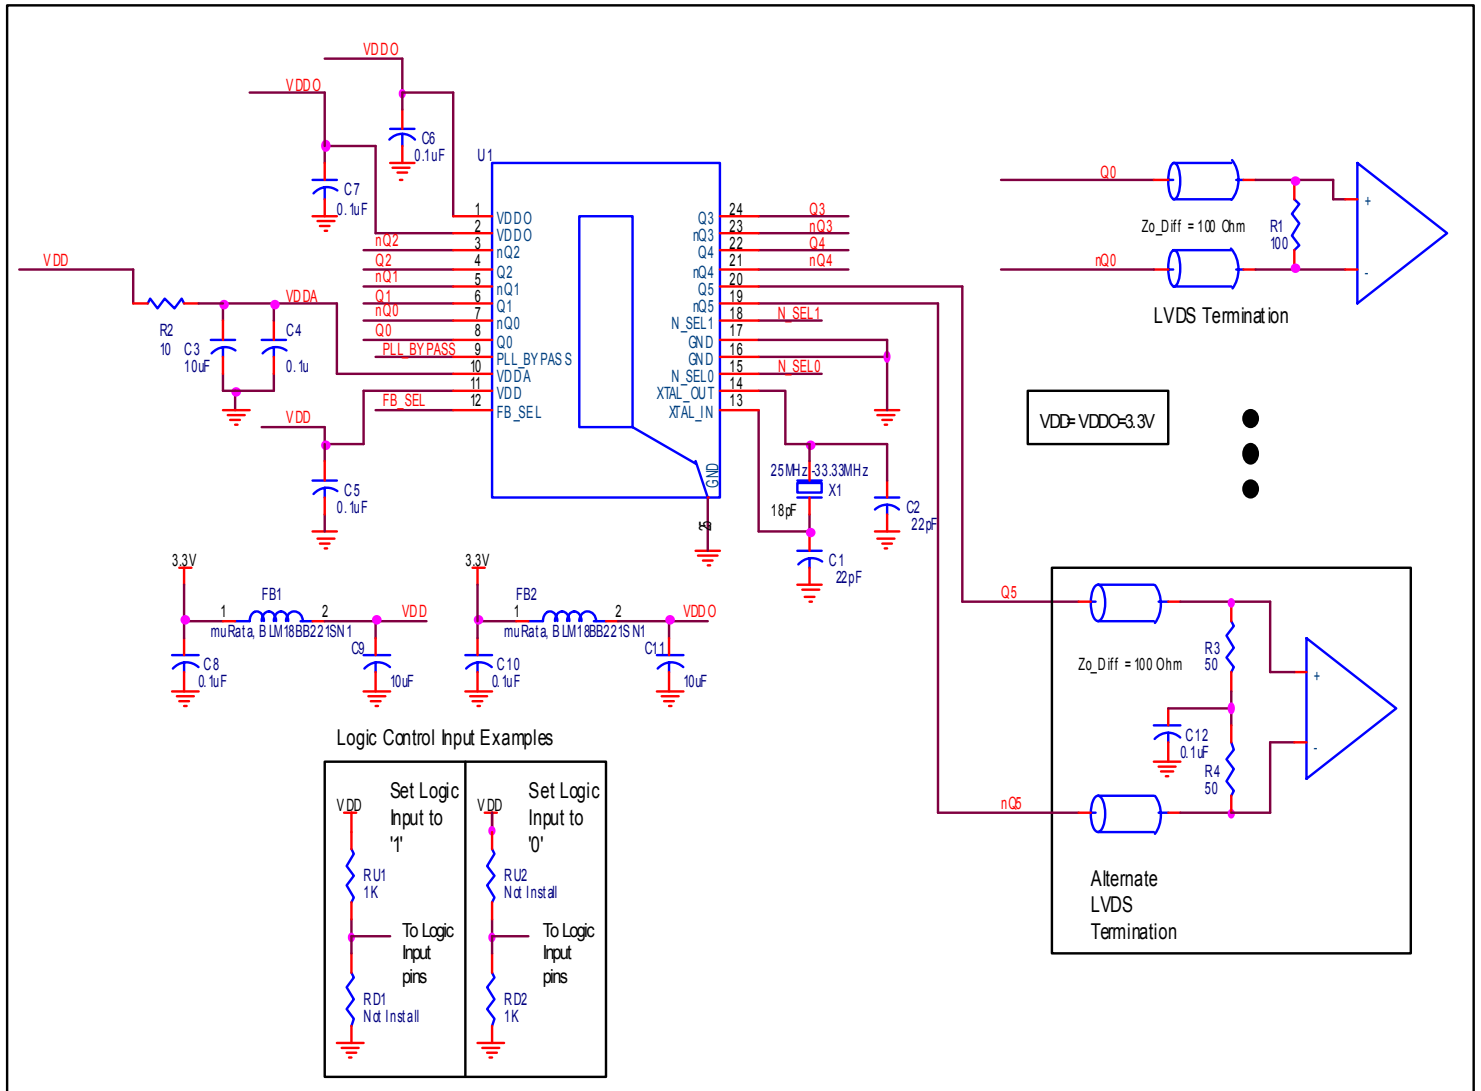 VDDO
VDDO
C6
0.1uF
C7
0.1uF
U1
1
VDDO
2
VDDO
nQ2
3
nQ2
Q2
4
Q2
nQ1
5
nQ1
Q1
6
Q1
nQ0
7
nQ0
Q0
8
Q0
PLL_BYPASS
9
PLL_BYPASS
10
VDDA
11
VDD
FB_SEL
12
FB_SEL
24
Q3
Q3
23
nQ3
nQ3
22
Q4
Q4
21
nQ4
nQ4
20
Q5
19
nQ5
18
N_SEL1
N_SEL1
17
GND
16
GND
15
N_SEL0
N_SEL0
14
XTAL_OUT
13
XTAL_IN
GND
25
VDD
VDDA
R2
10
C3
10uF
C4
0.1u
VDD
C5
0.1uF
25MHz-33.33MHz
X1
18pF
C2
22pF
C1
22pF
Q0
Zo_Diff = 100 Ohm
R1
100
nQ0
+
-
LVDS Termination
VDD=VDDO=3.3V
3.3V
FB1
1
2
VDD
muRata, BLM18BB221SN1
C8
0.1uF
C9
10uF
3.3V
FB2
1
2
VDDO
muRata, BLM18BB221SN1
C10
0.1uF
C11
10uF
Q5
Zo_Diff = 100 Ohm
R3
50
C12
0.1uF
R4
50
nQ5
+
-
Alternate
LVDS
Termination
Logic Control Input Examples
VDD
Set Logic
Input to
'1'
RU1
1K
To Logic
Input
pins
RD1
Not Install
VDD
Set Logic
Input to
'0'
RU2
Not Install
To Logic
Input
pins
RD2
1K